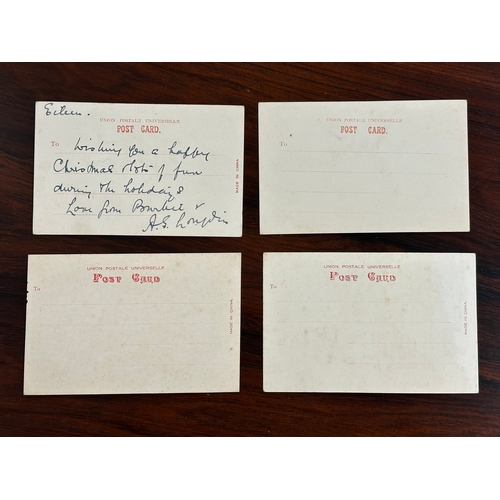 Eileen.
UNION POSTALE UNIVERSELLE
POST CARD.
To
Wishing you a happy
Christmas & lots of fun
during the holidays
Love from &
A.E.
MADE IN CHINA.
UNION POSTALE UNIVERSELLE
POST CARD.
To
MADE IN CHINA.
UNION POSTALE UNIVERSELLE
Post Card
To
MADE IN CHINA.
UNION POSTALE UNIVERSELLE
Post Card
To
MADE IN CHINA.